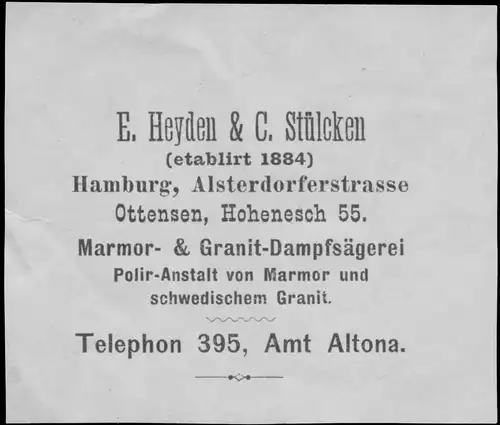 E. Heyden & C. Stülcken
(etablirt 1884)
Hamburg, Alsterdorferstrasse
Ottensen, Hohenesch 55.
Marmor- & Granit-Dampfsägerei
Polir-Anstalt von Marmor und
schwedischem Granit.
Telephon 395, Amt Altona.